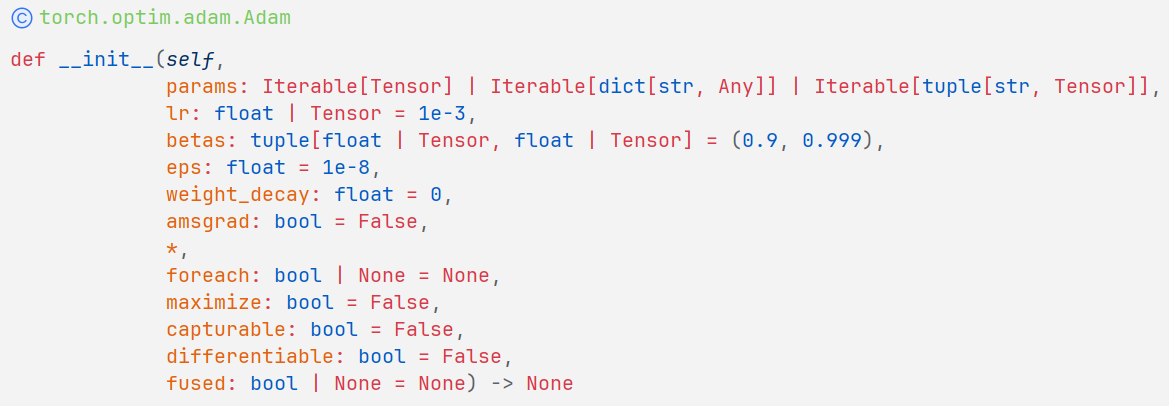 © torch.optim.adam.Adam
def __init__(self,
params: Iterable[Tensor] | Iterable[dict[str, Any]] | Iterable[tuple[str, Tensor]],
lr: float | Tensor = 1e-3,
betas: tuple[float | Tensor, float | Tensor] = (0.9, 0.999),
eps: float = 1e-8,
weight_decay: float = 0,
amsgrad: bool = False,
*,
foreach: bool | None = None,
maximize: bool = False,
capturable: bool = False,
differentiable: bool = False,
fused: bool | None = None) -> None